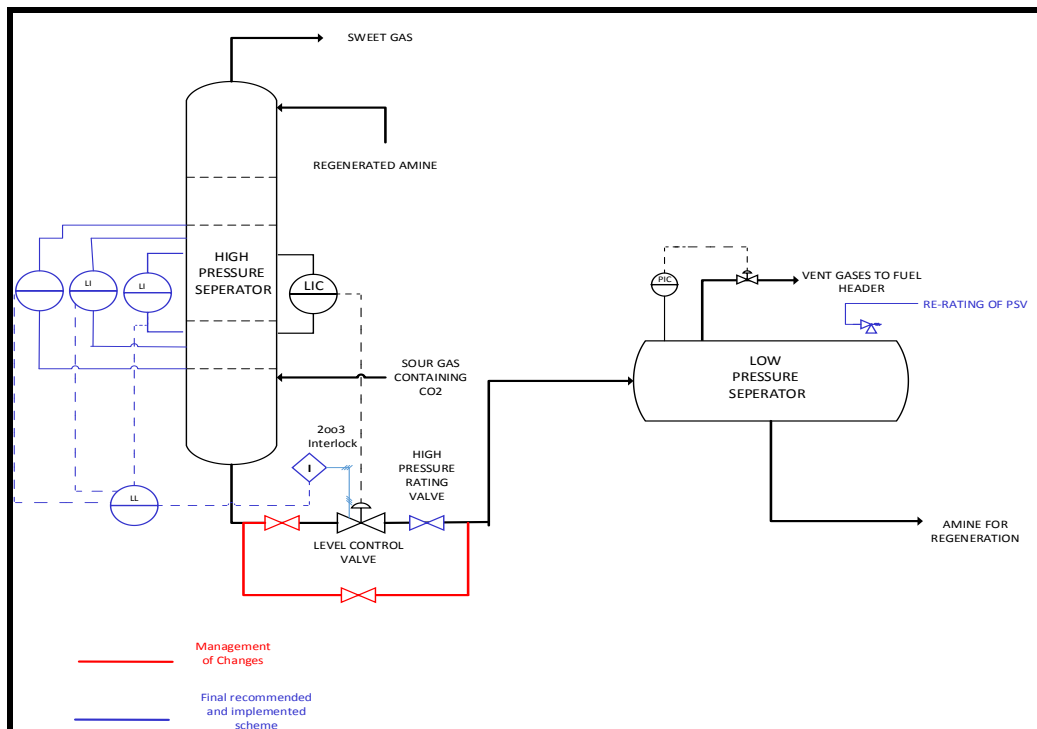 SWEET GAS
REGENERATED AMINE
HIGH
PRESSURE
SEPERATOR
LI
LI
LIC
PIC
VENT GASES TO FUEL
HEADER
RE-RATING OF PSV
LOW
PRESSURE
SEPERATOR
SOUR GAS
CONTAINING
CO2
2oo3
Interlock
I
HIGH
PRESSURE
RATING
VALVE
LL
LEVEL CONTROL
VALVE
AMINE FOR
REGENERATION
Management
of Changes
Final recommended
and implemented
scheme